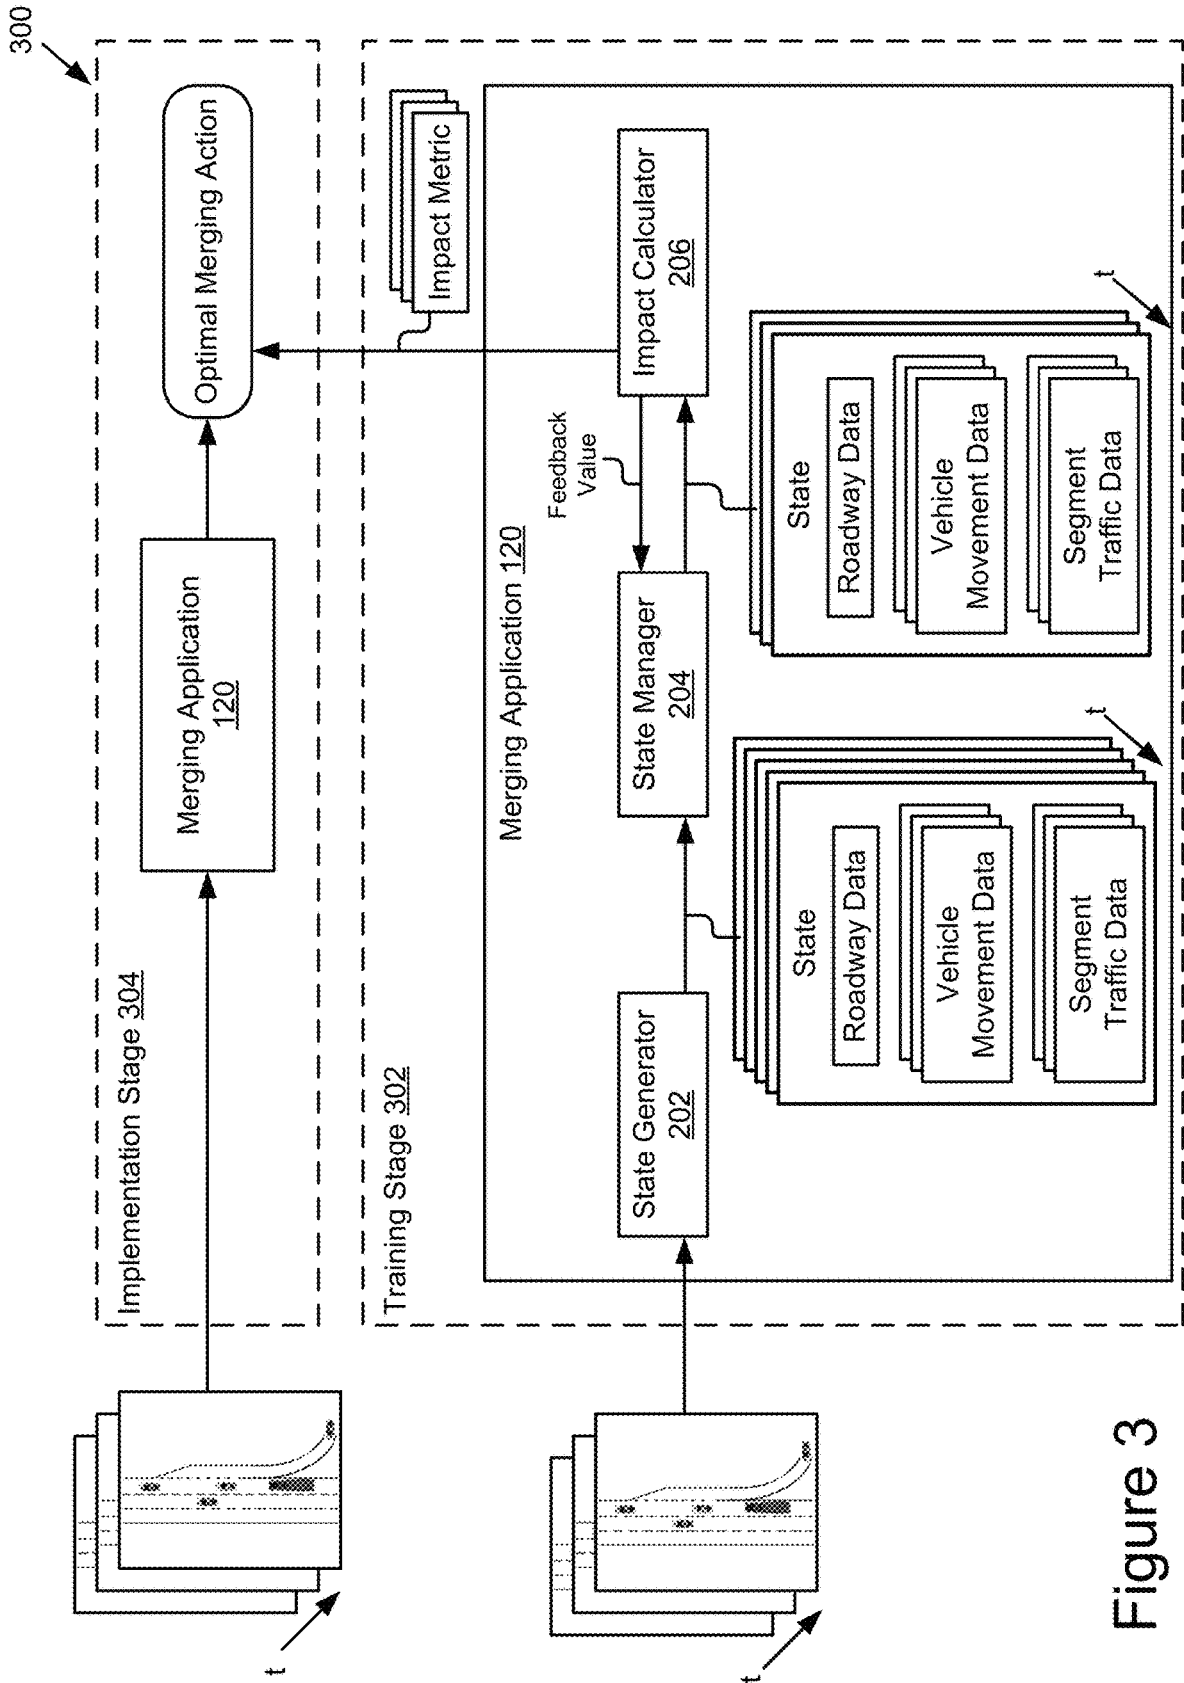 300
Implementation Stage 304
t
Merging Application
120
Optimal Merging Action
Training Stage 302
Impact Metric
Merging Application 120
t
State Generator
202
State Manager
204
Feedback
Value
Impact Calculator
206
State
Roadway Data
Vehicle
Movement Data
Segment
Traffic Data
t
State
Roadway Data
Vehicle
Movement Data
Segment
Traffic Data
t
Figure 3